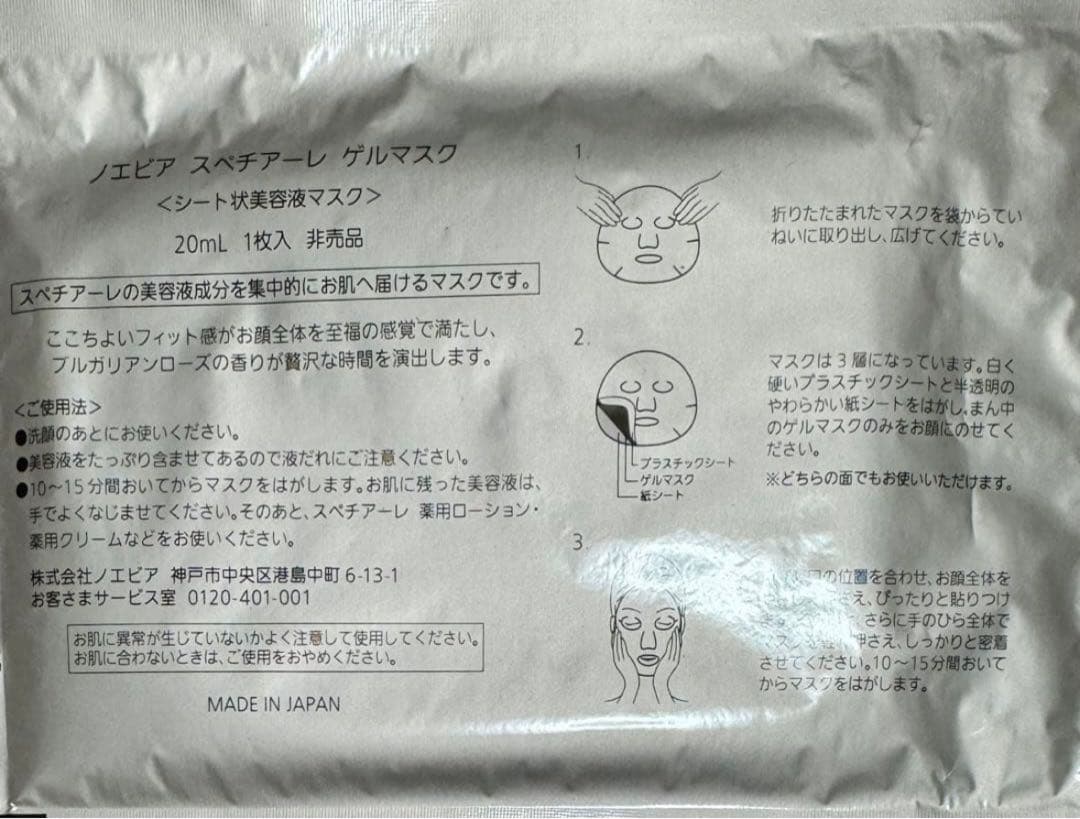 ノエビア スペチアーレ ゲルマスク
＜シート状美容液マスク＞
20mL 1枚入 非売品
スペチアーレの美容液成分を集中的にお肌へ届けるマスクです。
ここちよいフィット感がお顔全体を至福の感覚で満たし、
ブルガリアンローズの香りが贅沢な時間を演出します。
＜ご使用法＞
●洗顔のあとにお使いください。
●美容液をたっぷり含ませてあるので液だれにご注意ください。
●10～15分間おいてからマスクをはがします。お肌に残った美容液は、
手でよくなじませてください。そのあと、スペチアーレ 薬用ローション・
薬用クリームなどをお使いください。
株式会社ノエビア 神戸市中央区港島中町 6-13-1
お客さまサービス室 0120-401-001
お肌に異常が生じていないかよく注意して使用してください。
お肌に合わないときは、ご使用をおやめください。
MADE IN JAPAN
1.
折りたたまれたマスクを袋からてい
ねいに取り出し、広げてください。
2.
マスクは3層になっています。白く
硬いプラスチックシートと半透明の
やわらかい紙シートをはがし、まん中
のゲルマスクのみをお顔にのせてく
ださい。
※どちらの面でもお使いいただけます。
プラスチックシート
ゲルマスク
紙シート
3.
の位置を合わせ、お顔全体を
え、ぴったりと貼りつけ
さらに手のひら全体で
押さえ、しっかりと密着
させてください。10～15分間おいて
からマスクをはがします。